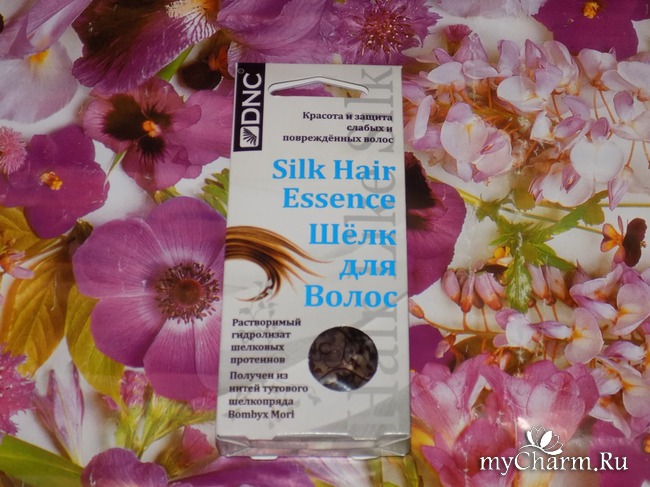 DNC
Красота и защита
слабых и
повреждённых волос
Silk Hair
Essence
Шёлк
для
Волос
Растворимый
гидролизат
шелковых
протеинов
Получен из
нитей тутового
шелкопряда
Bombyx Mori
myCharm.Ru